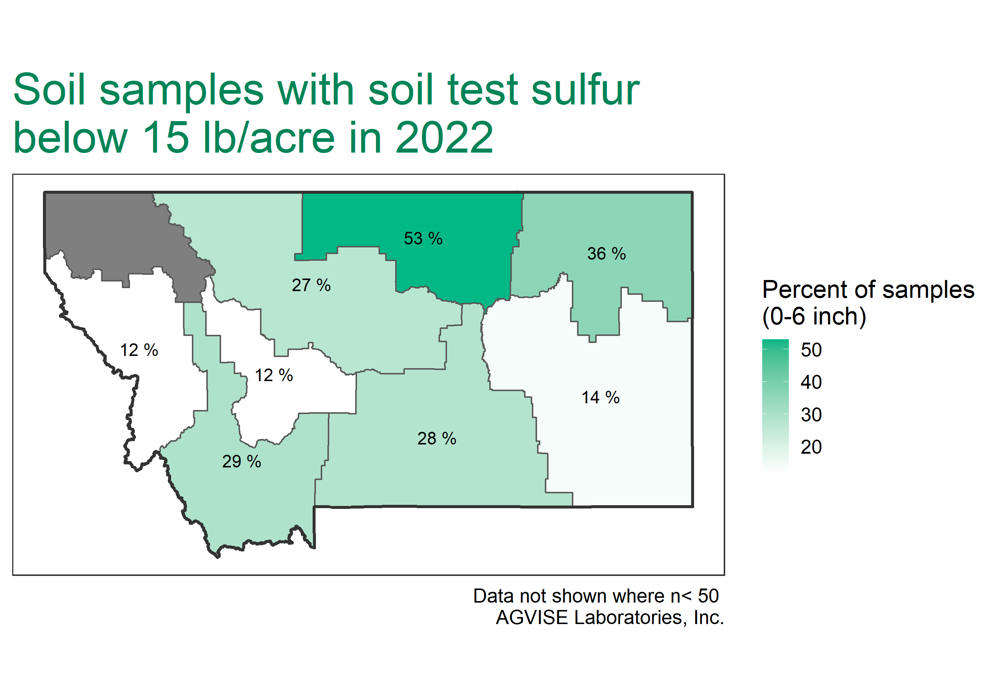 Soil samples with soil test sulfur
below 15 lb/acre in 2022
53 %
36 %
27 %
12 %
12 %
14 %
28 %
29 %
Percent of samples
(0-6 inch)
50
40
30
20
Data not shown where n< 50
AGVISE Laboratories, Inc.